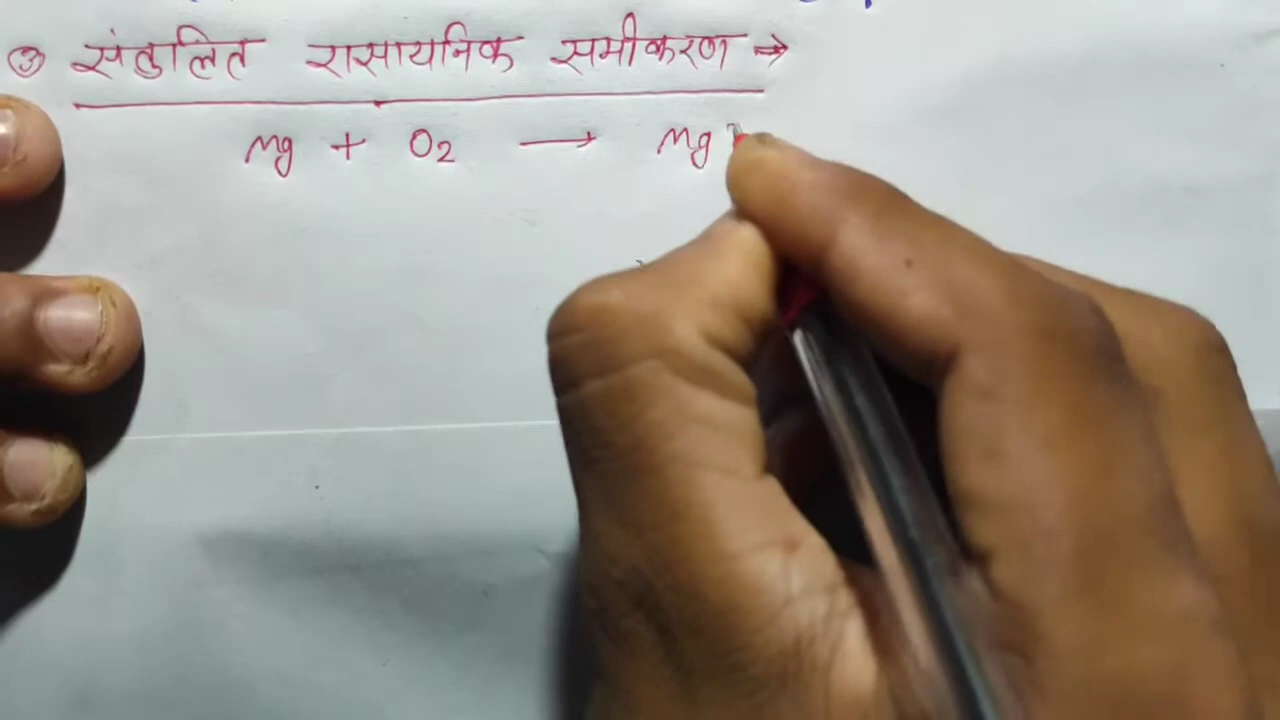 ③ संतुलित रासायनिक समीकरण →
Mg + O₂ → Mg